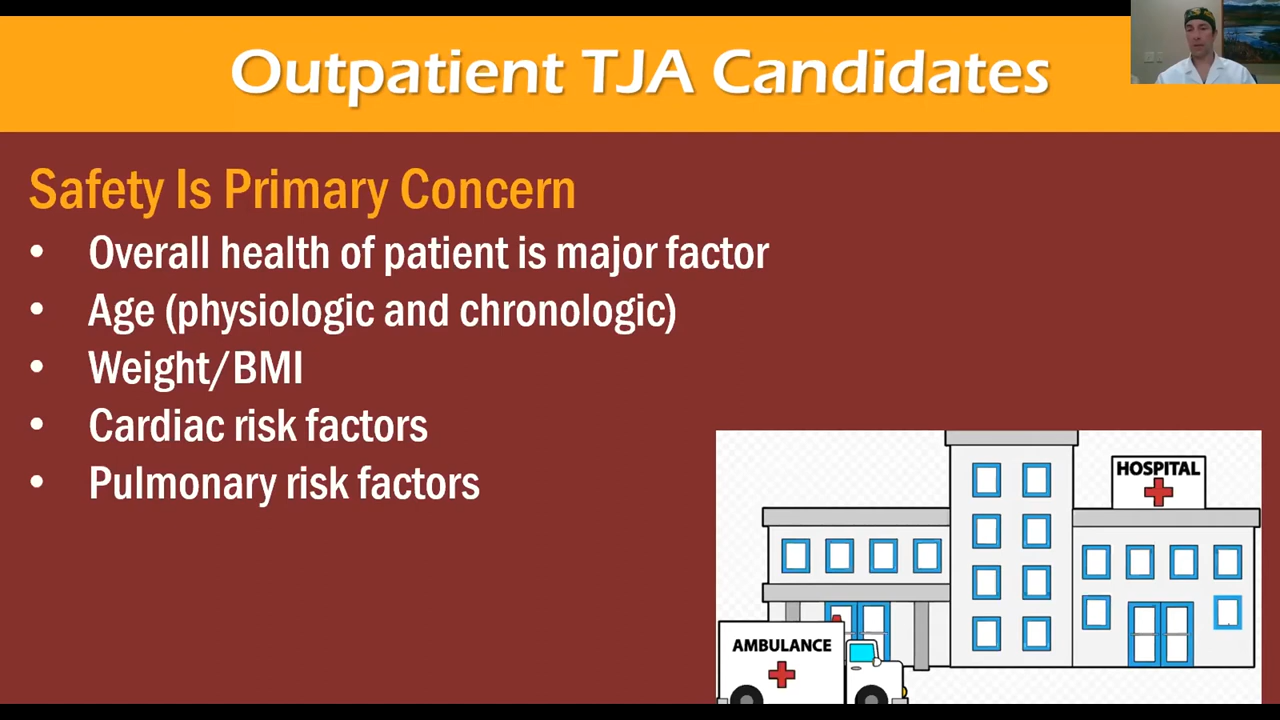 Outpatient TJA Candidates
Safety Is Primary Concern
• Overall health of patient is major factor
• Age (physiologic and chronologic)
• Weight/BMI
• Cardiac risk factors
• Pulmonary risk factors
HOSPITAL
AMBULANCE